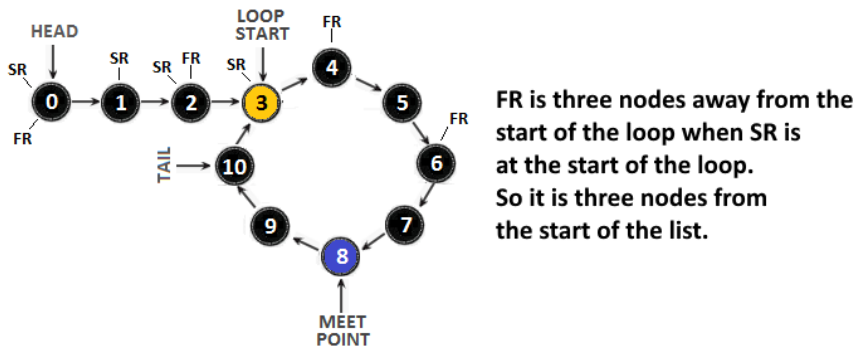 HEAD
LOOP
START
FR
SR
SR
SR
FR
SR
4
0
1
2
3
5
FR
FR
TAIL
10
6
9
7
8
MEET
POINT
FR is three nodes away from the
start of the loop when SR is
at the start of the loop.
So it is three nodes from
the start of the list.